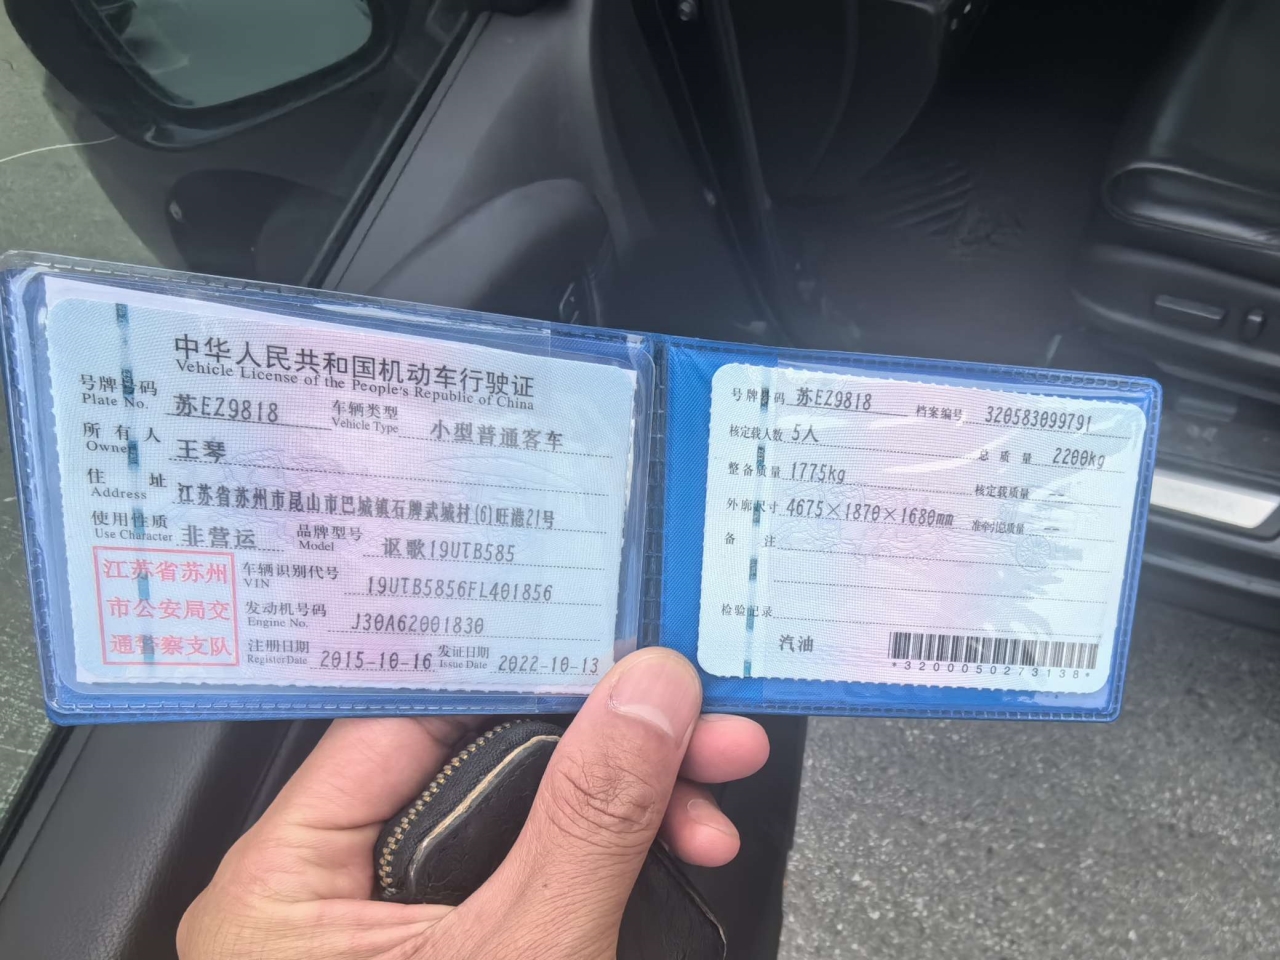 中华人民共和国机动车行驶证
Vehicle License of the People's Republic of China
号牌号码 苏EZ9818 车辆类型 小型普通客车
Plate No. Vehicle Type
所有人 王琴
Owner
住址 江苏省苏州市昆山市巴城镇石牌武城村(6)旺港21号
Address
使用性质 非营运 品牌型号 讴歌19UTB585
Use Character Model
江苏省苏州
市公安局交
通警察支队
车辆识别代号 19UTB5856FL401856
VIN
发动机号码 J30A62001830
Engine No.
注册日期 2015-10-16 发证日期 2022-10-13
Register Date Issue Date
号牌号码 苏EZ9818 档案编号 320583099791
核定载人数 5人 总质量 2200kg
整备质量 1775kg 核定载质量 --
外廓尺寸 4675×1870×1680mm 准牵引总质量 --
备注
检验记录
汽油
*3200050273138*